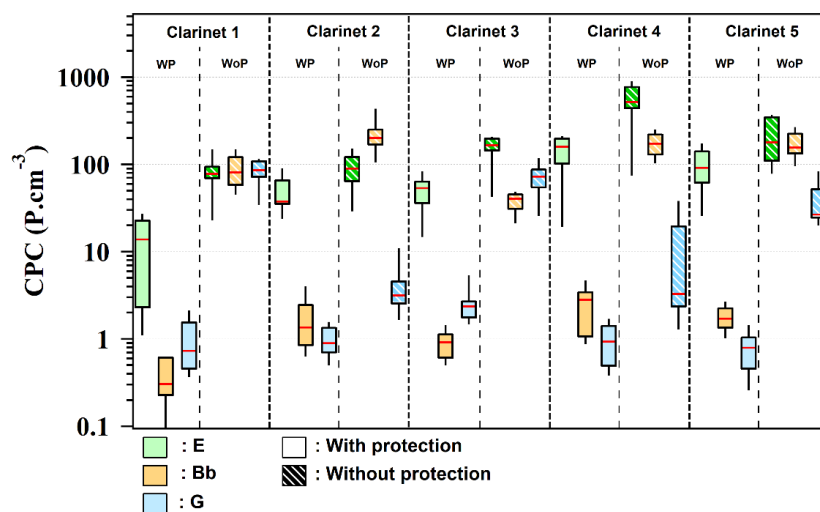 Clarinet 1 Clarinet 2 Clarinet 3 Clarinet 4 Clarinet 5
WP WoP WP WoP WP WoP WP WoP WP WoP
1000
100
10
1
0.1
CPC (P.cm⁻³)
: E : With protection
: Bb : Without protection
: G